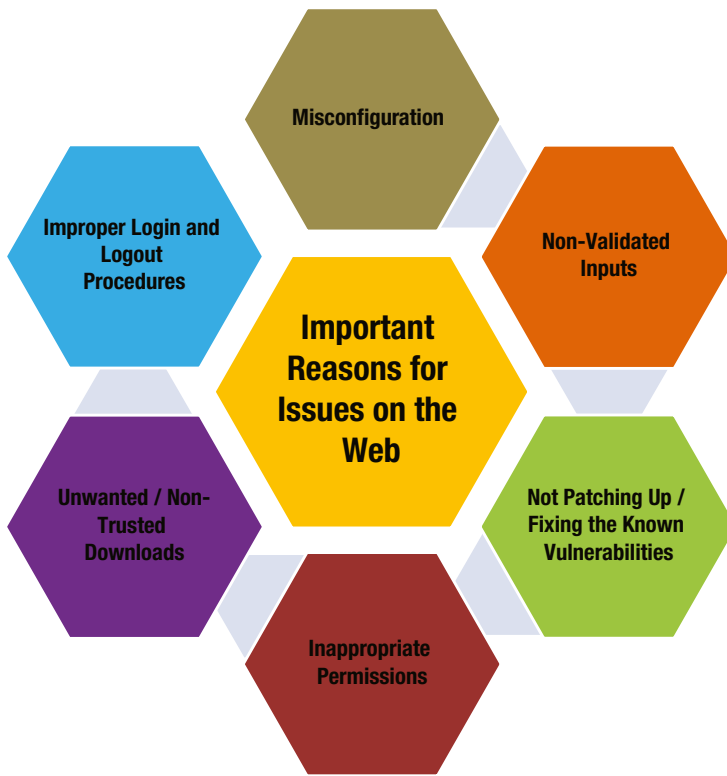 Misconfiguration
Improper Login and
Logout
Procedures
Non-Validated
Inputs
Important
Reasons for
Issues on the
Web
Unwanted / Non-
Trusted
Downloads
Not Patching Up /
Fixing the Known
Vulnerabilities
Inappropriate
Permissions